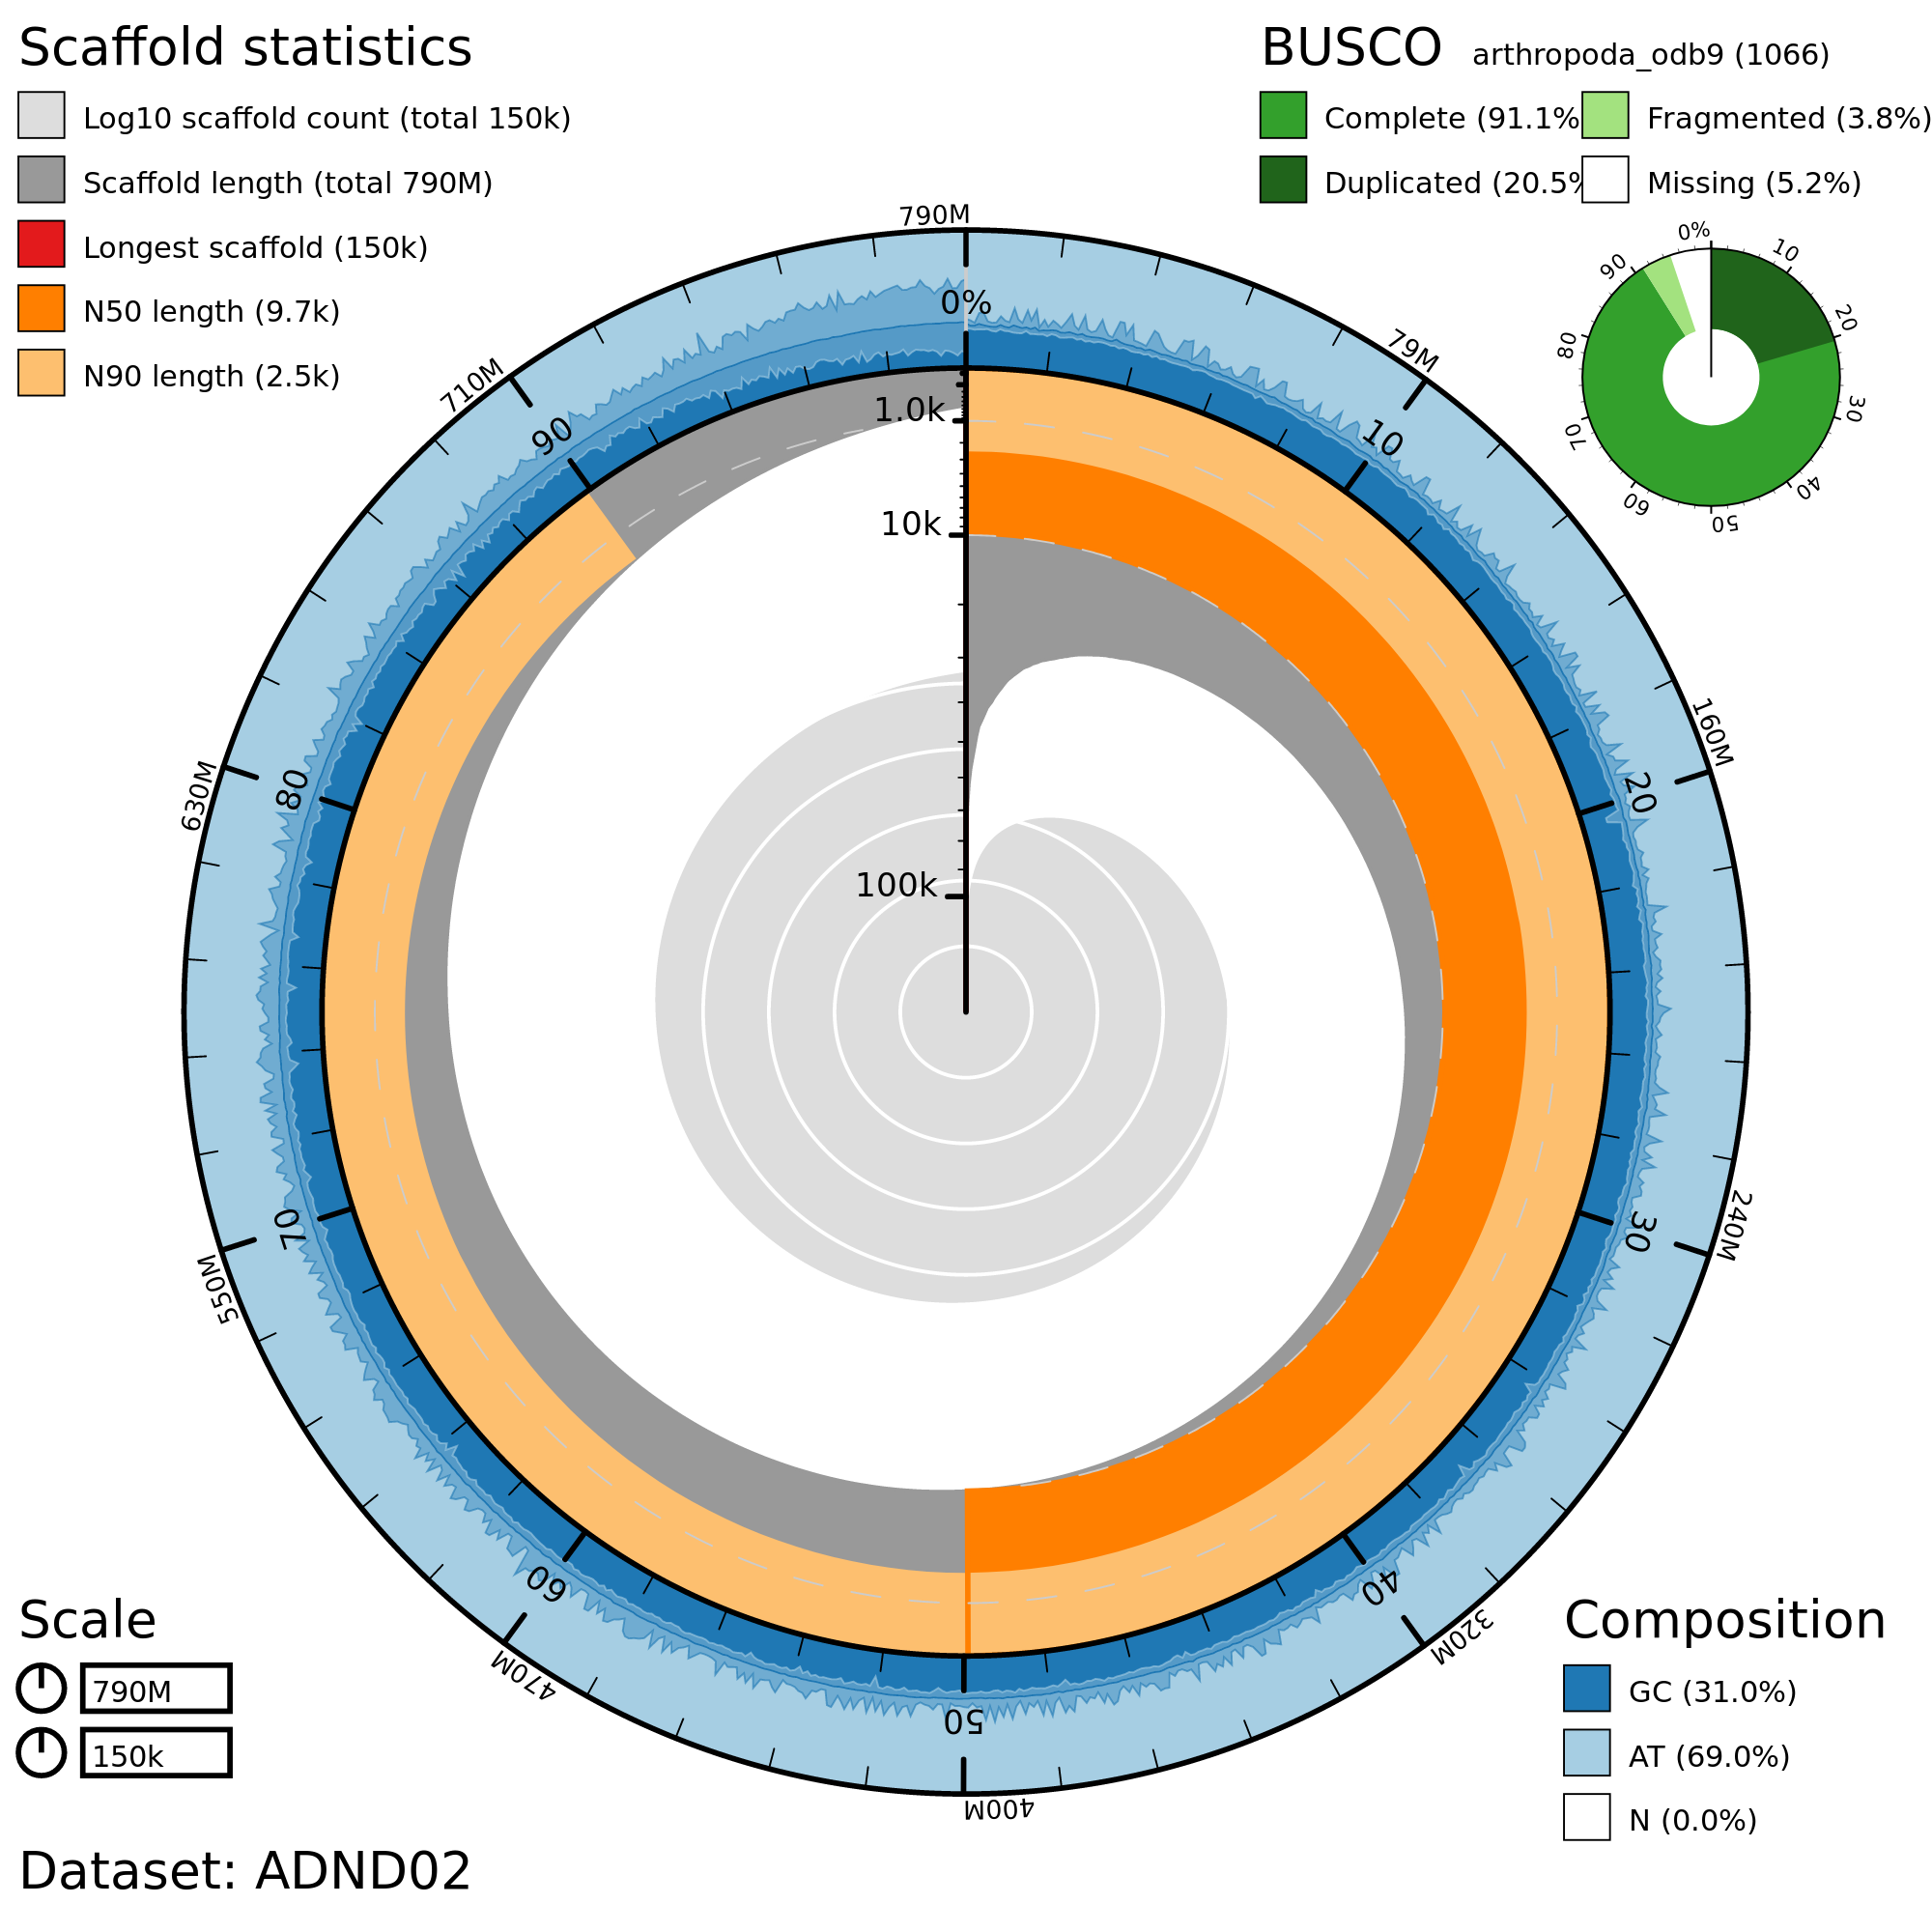 Scaffold statistics
Log10 scaffold count (total 150k)
Scaffold length (total 790M)
Longest scaffold (150k)
N50 length (9.7k)
N90 length (2.5k)
BUSCO arthropoda_odb9 (1066)
Complete (91.1% Fragmented (3.8%)
Duplicated (20.5% Missing (5.2%)
0%
10
20
30
40
50
60
70
80
90
790M
79M
160M
240M
320M
400M
470M
550M
630M
710M
0%
10
20
30
40
50
60
70
80
90
1.0k
10k
100k
Scale
790M
150k
Composition
GC (31.0%)
AT (69.0%)
N (0.0%)
Dataset: ADND02